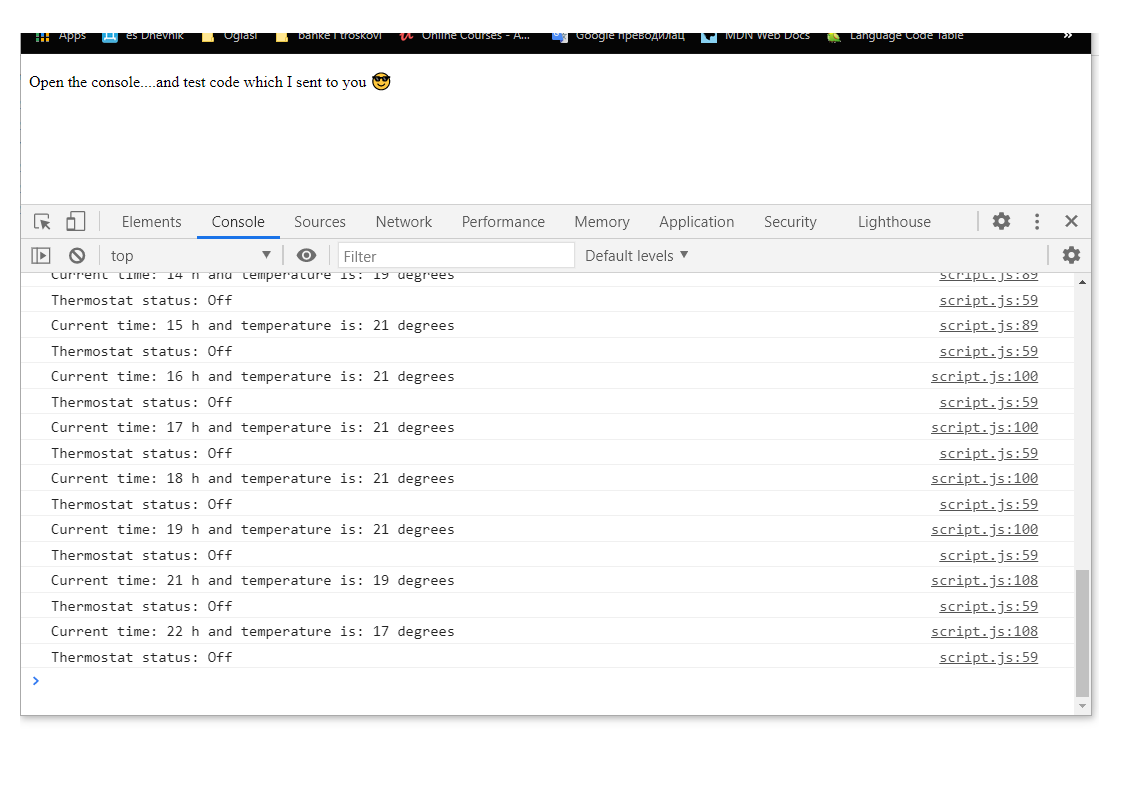 Apps es Dnevnik Oglasi banke i troskovi Online Courses - A... Google преводилац MDN Web Docs Language Code Table »
Open the console....and test code which I sent to you 😎
Elements Console Sources Network Performance Memory Application Security Lighthouse
top Filter Default levels
Current time: 14 h and temperature is: 19 degrees script.js:89
Thermostat status: Off script.js:59
Current time: 15 h and temperature is: 21 degrees script.js:89
Thermostat status: Off script.js:59
Current time: 16 h and temperature is: 21 degrees script.js:100
Thermostat status: Off script.js:59
Current time: 17 h and temperature is: 21 degrees script.js:100
Thermostat status: Off script.js:59
Current time: 18 h and temperature is: 21 degrees script.js:100
Thermostat status: Off script.js:59
Current time: 19 h and temperature is: 21 degrees script.js:100
Thermostat status: Off script.js:59
Current time: 21 h and temperature is: 19 degrees script.js:108
Thermostat status: Off script.js:59
Current time: 22 h and temperature is: 17 degrees script.js:108
Thermostat status: Off script.js:59